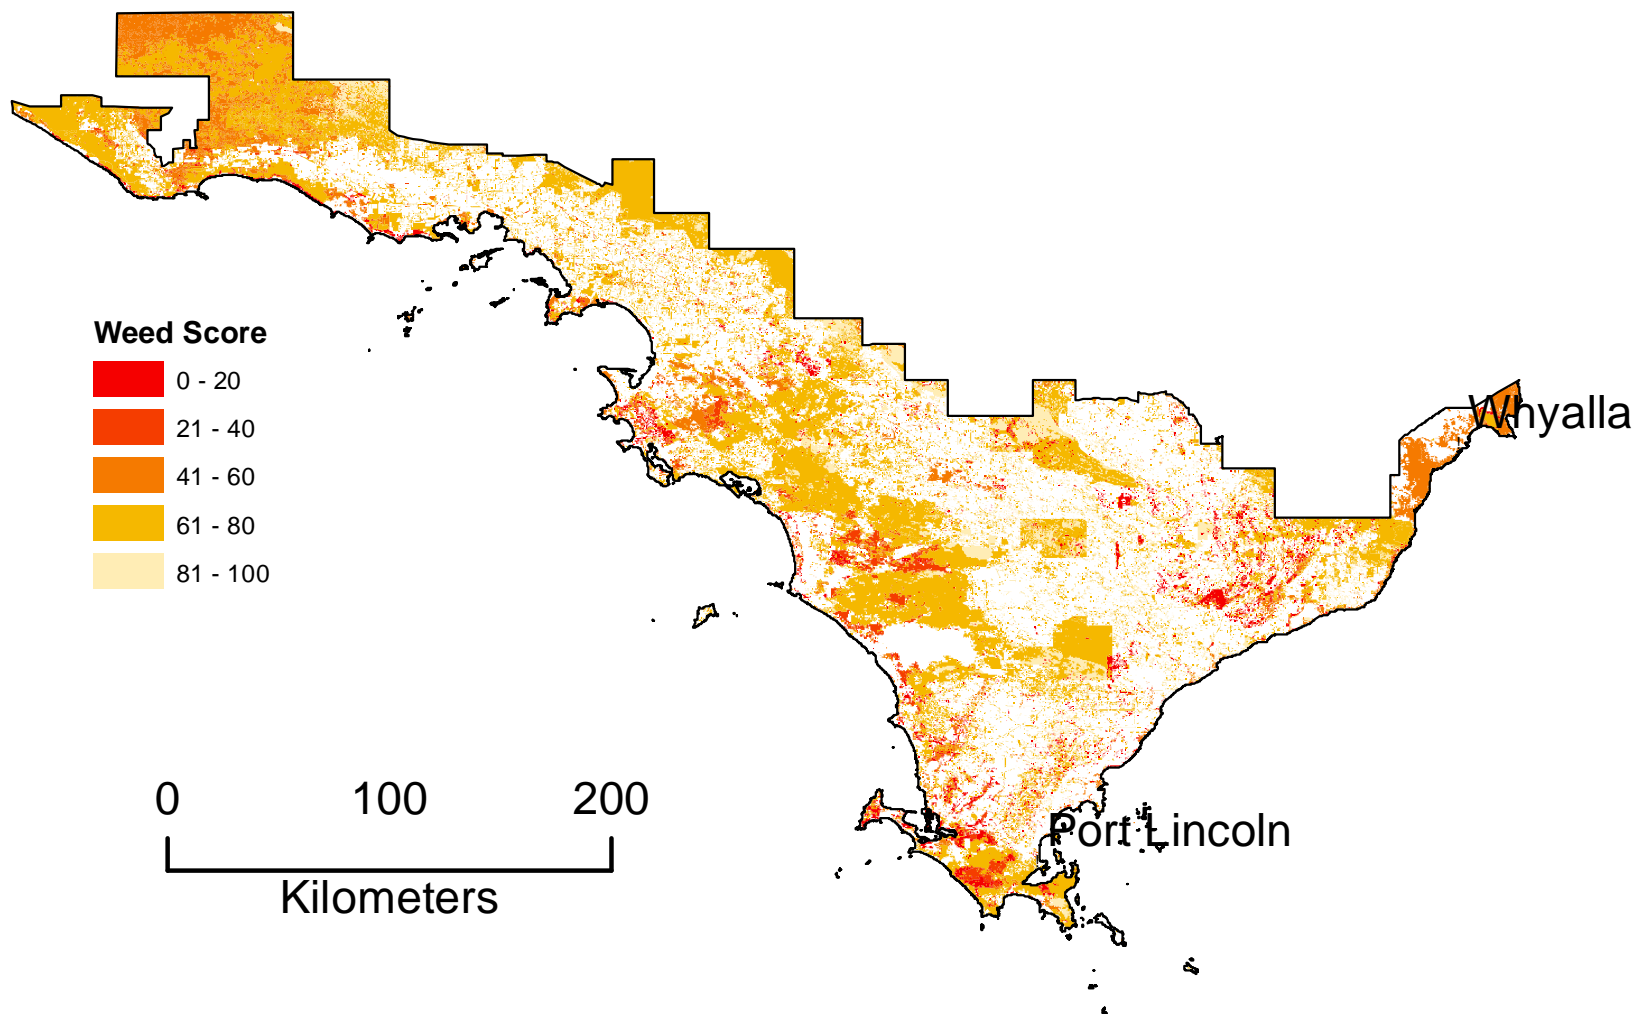 Weed Score
0 - 20
21 - 40
41 - 60
61 - 80
81 - 100
Whyalla
0 100 200
Kilometers
Port Lincoln